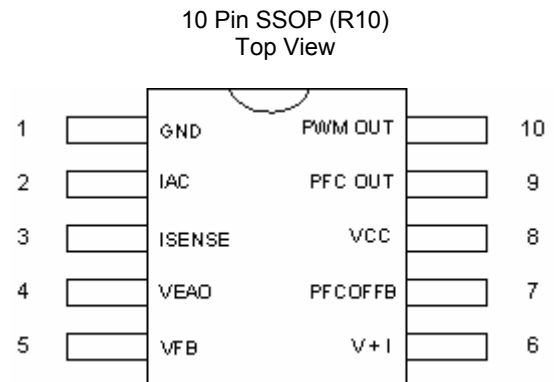 10 Pin SSOP (R10)
Top View
1 GND PWM OUT 10
2 IAC PFC OUT 9
3 ISENSE VCC 8
4 VEAO PFCOFFB 7
5 VFB V+I 6